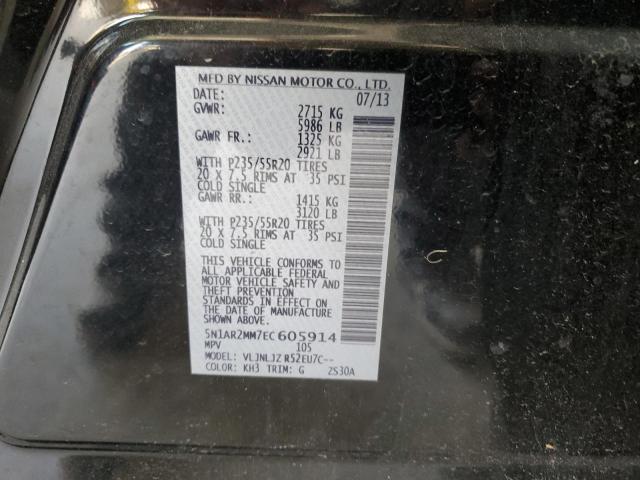 MFD BY NISSAN MOTOR CO., LTD.
DATE: 07/13
GVWR: 2715 KG
5986 LB
GAWR FR.: 1325 KG
2921 LB
WITH P235/55R20 TIRES
20 X 7.5 RIMS AT 35 PSI
COLD SINGLE
GAWR RR.: 1415 KG
3120 LB
WITH P235/55R20 TIRES
20 X 7.5 RIMS AT 35 PSI
COLD SINGLE
THIS VEHICLE CONFORMS TO
ALL APPLICABLE FEDERAL
MOTOR VEHICLE SAFETY AND
THEFT PREVENTION
STANDARDS IN EFFECT ON
THE DATE OF MANUFACTURE
SHOWN ABOVE.
5N1AR2MM7EC605914
MPV 105
MODEL: VLJNLJZ R52EU7C--
COLOR: KH3 TRIM: G 2S30A